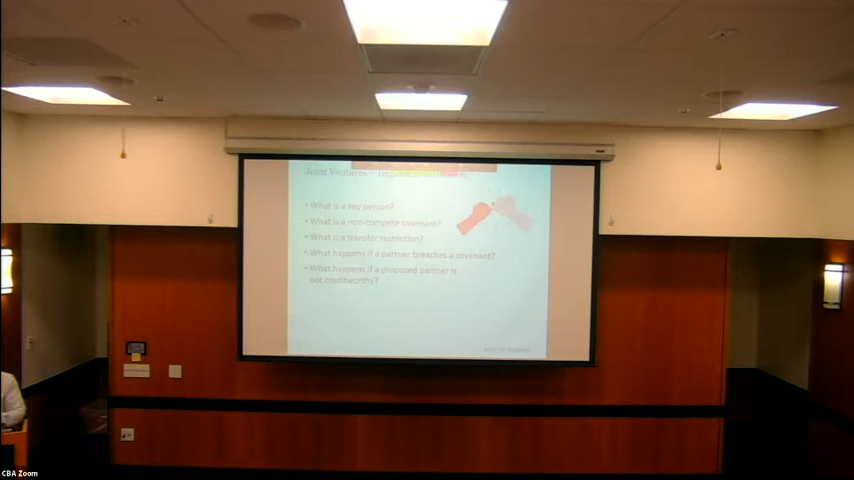 Joint Ventures –
• What is a key person?
• What is a non-compete covenant?
• What is a transfer restriction?
• What happens if a partner breaches a covenant?
• What happens if a proposed partner is
not creditworthy?
CBA Zoom